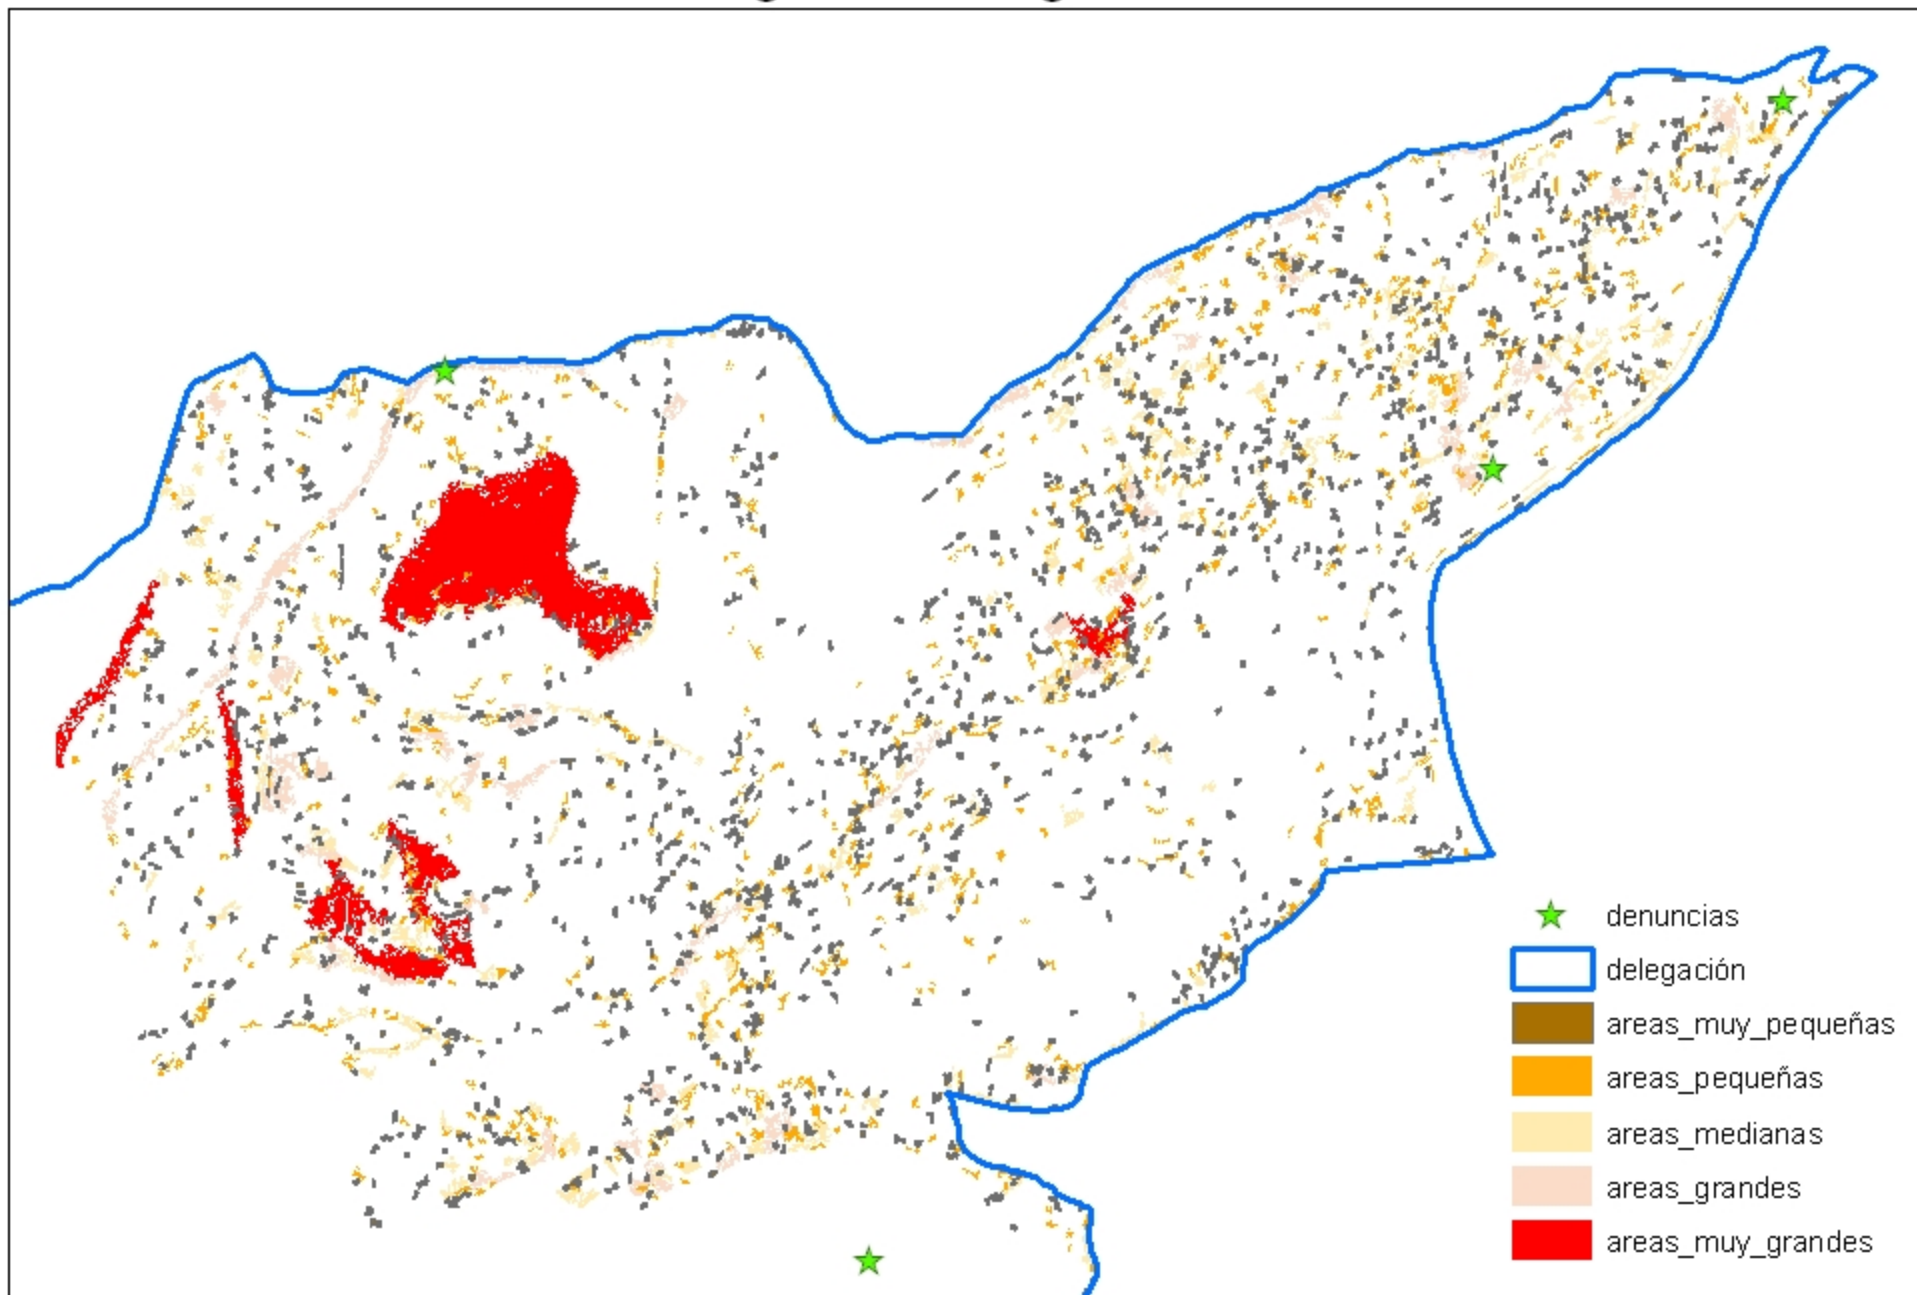 denuncias
delegación
areas_muy_pequeñas
areas_pequeñas
areas_medianas
areas_grandes
areas_muy_grandes